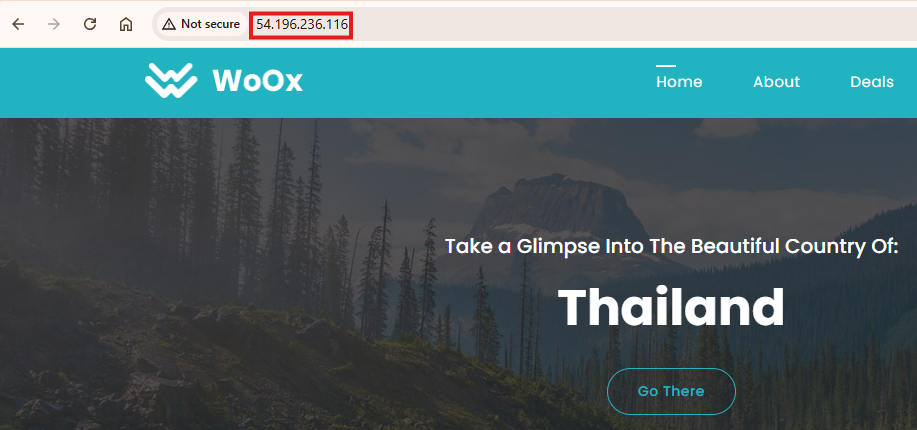 Not secure 54.196.236.116
WoOx
Home About Deals
Take a Glimpse Into The Beautiful Country Of:
Thailand
Go There